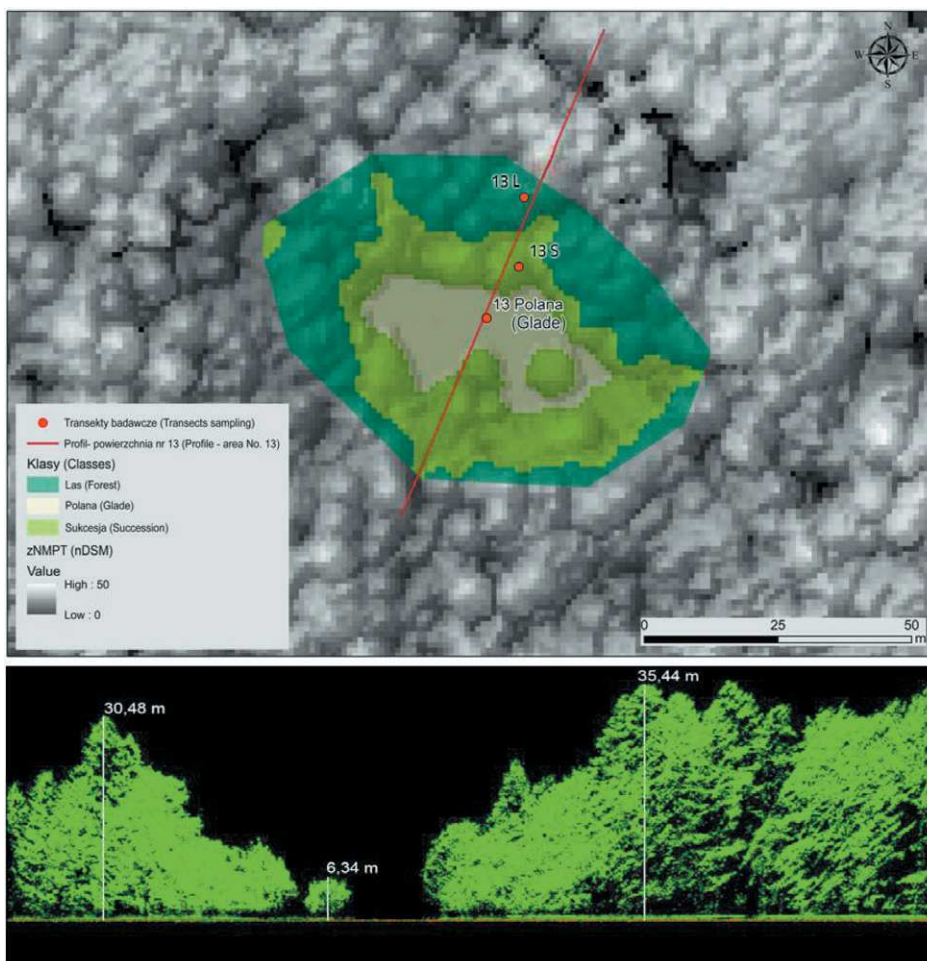 N
W E
S
13 L
13 S
13 Polana
(Glade)
Transekty badawcze (Transects sampling)
Profil- powierzchnia nr 13 (Profile - area No. 13)
Klasy (Classes)
Las (Forest)
Polana (Glade)
Sukcesja (Succession)
zNMPT (nDSM)
Value
High : 50
Low : 0
0 25 50
m
30,48 m
6,34 m
35,44 m